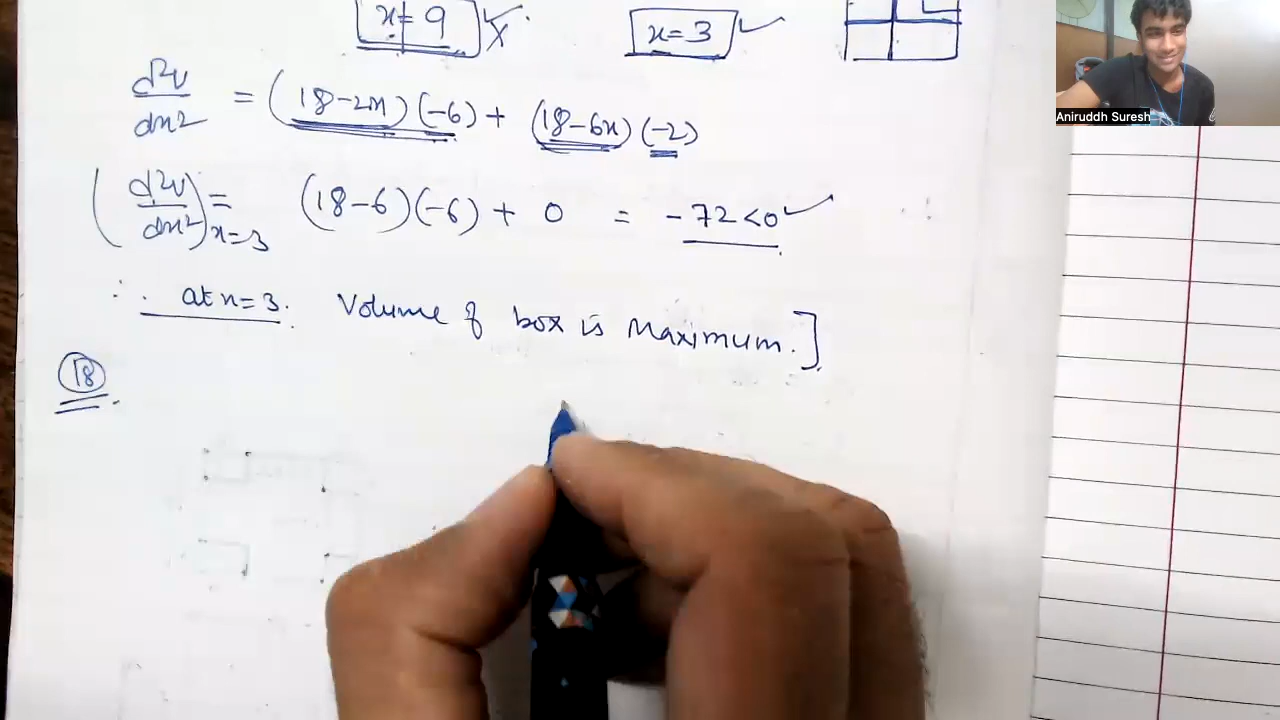 x≠9 x
x=3
Aniruddh Suresh
d²v/dx² = (18-2x)(-6) + (18-6x)(-2)
(d²v/dx²)x=3 = (18-6)(-6) + 0 = -72<0
∴ at x=3. Volume of box is Maximum.]
18.